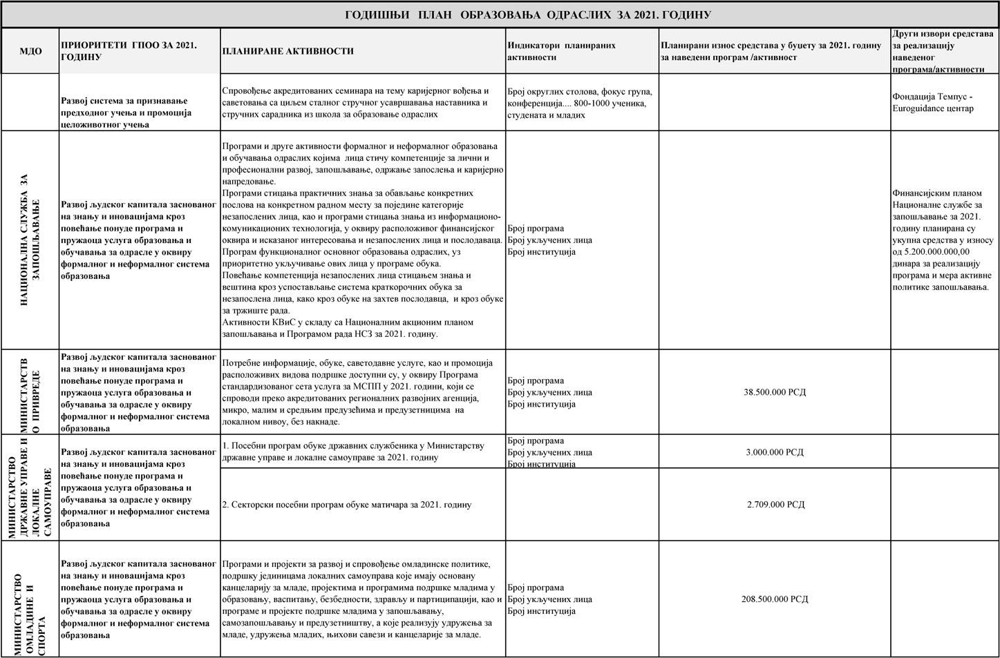 ГОДИШЊИ ПЛАН ОБРАЗОВАЊА ОДРАСЛИХ ЗА 2021. ГОДИНУ
МДО
ПРИОРИТЕТИ ГПОО ЗА 2021.
ГОДИНУ
ПЛАНИРАНЕ АКТИВНОСТИ
Индикатори планираних
активности
Планирани износ средстава у буџету за 2021. годину
за наведени програм /активност
Други извори средстава
за реализацију
наведеног
програма/активности
Развој система за признавање
предходног учења и промоција
целоживотног учења
Спровођење акредитованих семинара на тему каријерног вођења и
саветовања са циљем сталног стручног усавршавања наставника и
стручних сарадника из школа за образовање одраслих
Број округлих столова, фокус група,
конференција.... 800-1000 ученика,
студената и младих
Фондација Темпус -
Euroguidance центар
НАЦИОНАЛНА СЛУЖБА ЗА
ЗАПОШЉАВАЊЕ
Развој људског капитала заснованог
на знању и иновацијама кроз
повећање понуде програма и
пружаоца услуга образовања и
обучавања за одрасле у оквиру
формалног и неформалног система
образовања
Програми и друге активности формалног и неформалног образовања
и обучавања одраслих којима лица стичу компетенције за лични и
професионални развој, запошљавање, одржање запослења и каријерно
напредовање.
Програми стицања практичних знања за обављање конкретних
послова на конкретном радном месту за поједине категорије
незапослених лица, као и програми стицања знања из информационо-
комуникационих технологија, у оквиру расположивог финансијског
оквира и исказаног интересовања и незапослених лица и послодаваца.
Програм функционалног основног образовања одраслих, уз
приоритетно укључивање ових лица у програме обука.
Повећање компетенција незапослених лица стицањем знања и
вештина кроз успостављање система краткорочних обука за
незапослена лица, како кроз обуке на захтев послодавца, и кроз обуке
за тржиште рада.
Активности КВиС у складу са Националним акционим планом
запошљавања и Програмом рада НСЗ за 2021. годину.
Број програма
Број укључених лица
Број институција
Финансијским планом
Националне службе за
запошљавање за 2021.
годину планирана су
укупна средства у износу
од 5.200.000.000,00
динара за реализацију
програма и мера активне
политике запошљавања.
МИНИСТАРСТВ
О ПРИВРЕДЕ
Развој људског капитала заснованог
на знању и иновацијама кроз
повећање понуде програма и
пружаоца услуга образовања и
обучавања за одрасле у оквиру
формалног и неформалног система
образовања
Потребне информације, обуке, саветодавне услуге, као и промоција
расположивих видова подршке доступни су, у оквиру Програма
стандардизованог сета услуга за МСПП у 2021. години, који се
спроводи преко акредитованих регионалних развојних агенција,
микро, малим и средњим предузећима и предузетницима на
локалном нивоу, без накнаде.
Број програма
Број укључених лица
Број институција
38.500.000 РСД
МИНИСТАРСТВО
ДРЖАВНЕ УПРАВЕ И
ЛОКАЛНЕ
САМОУПРАВЕ
Развој људског капитала заснованог
на знању и иновацијама кроз
повећање понуде програма и
пружаоца услуга образовања и
обучавања за одрасле у оквиру
формалног и неформалног система
образовања
1. Посебни програм обуке државних службеника у Министарству
државне управе и локалне самоуправе за 2021. годину
Број програма
Број укључених лица
Број институција
3.000.000 РСД
2. Секторски посебни програм обуке матичара за 2021. годину
2.709.000 РСД
МИНИСТАРСТВО
ОМЛАДИНЕ И
СПОРТА
Развој људског капитала заснованог
на знању и иновацијама кроз
повећање понуде програма и
пружаоца услуга образовања и
обучавања за одрасле у оквиру
формалног и неформалног система
образовања
Програми и пројекти за развој и спровођење омладинске политике,
подршку јединицама локалних самоуправа које имају основану
канцеларију за младе, пројектима и програмима подршке младима у
образовању, васпитању, безбедности, здрављу и партиципацији, као и
програме и пројекте подршке младима у запошљавању,
самозапошљавању и предузетништву, а које реализују удружења за
младе, удружења младих, њихови савези и канцеларије за младе.
Број програма
Број укључених лица
Број институција
208.500.000 РСД